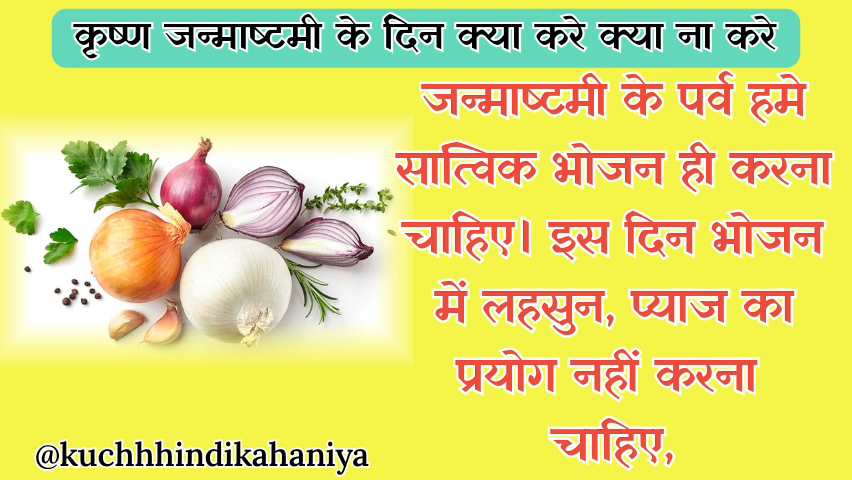 कृष्ण जन्माष्टमी के दिन क्या करे क्या ना करे
जन्माष्टमी के पर्व हमे
सात्विक भोजन ही करना
चाहिए। इस दिन भोजन
में लहसुन, प्याज का
प्रयोग नहीं करना
चाहिए,
@kuchhhindikahaniya